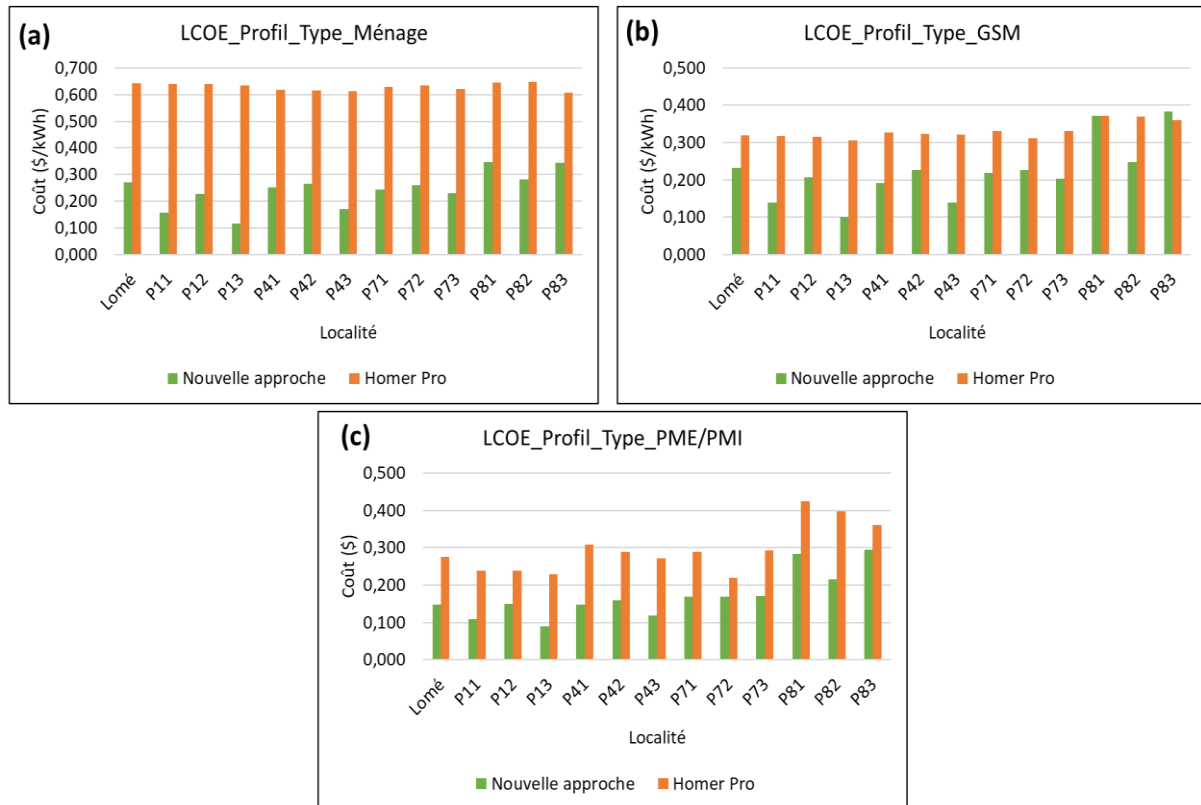 (a)
LCOE_Profil_Type_Ménage
0,700
0,600
0,500
0,400
0,300
0,200
0,100
0,000
Coût ($/kWh)
Lomé P11 P12 P13 P41 P42 P43 P71 P72 P73 P81 P82 P83
Localité
Nouvelle approche Homer Pro
(b)
LCOE_Profil_Type_GSM
0,500
0,400
0,300
0,200
0,100
0,000
Coût ($/kWh)
Lomé P11 P12 P13 P41 P42 P43 P71 P72 P73 P81 P82 P83
Localité
Nouvelle approche Homer Pro
(c)
LCOE_Profil_Type_PME/PMI
0,500
0,400
0,300
0,200
0,100
0,000
Coût ($)
Lomé P11 P12 P13 P41 P42 P43 P71 P72 P73 P81 P82 P83
Localité
Nouvelle approche Homer Pro